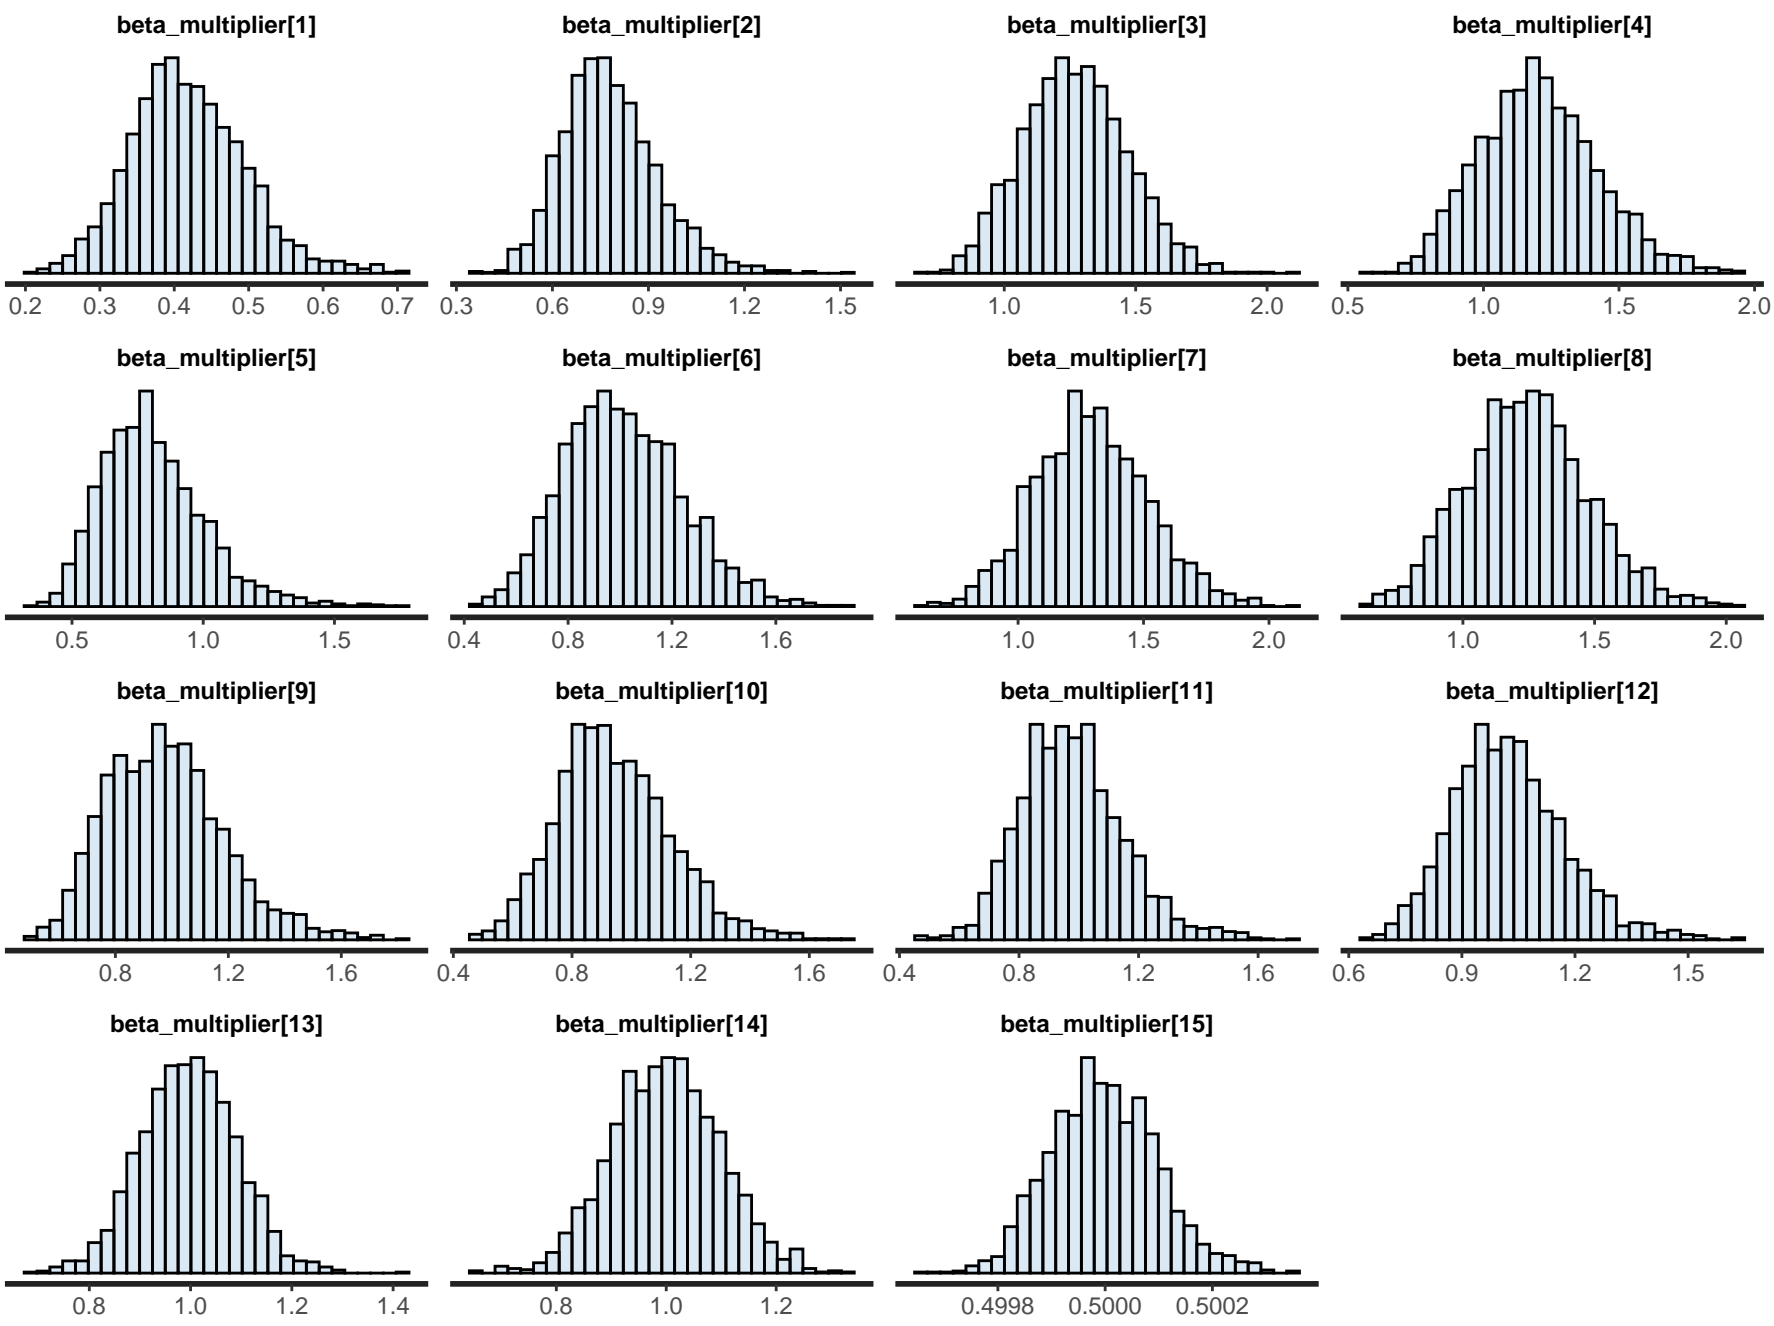 beta_multiplier[1] beta_multiplier[2] beta_multiplier[3] beta_multiplier[4]
0.2 0.3 0.4 0.5 0.6 0.7 0.3 0.6 0.9 1.2 1.5 1.0 1.5 2.0 0.5 1.0 1.5 2.0
beta_multiplier[5] beta_multiplier[6] beta_multiplier[7] beta_multiplier[8]
0.5 1.0 1.5 0.4 0.8 1.2 1.6 1.0 1.5 2.0 1.0 1.5 2.0
beta_multiplier[9] beta_multiplier[10] beta_multiplier[11] beta_multiplier[12]
0.8 1.2 1.6 0.4 0.8 1.2 1.6 0.4 0.8 1.2 1.6 0.6 0.9 1.2 1.5
beta_multiplier[13] beta_multiplier[14] beta_multiplier[15]
0.8 1.0 1.2 1.4 0.8 1.0 1.2 0.4998 0.5000 0.5002